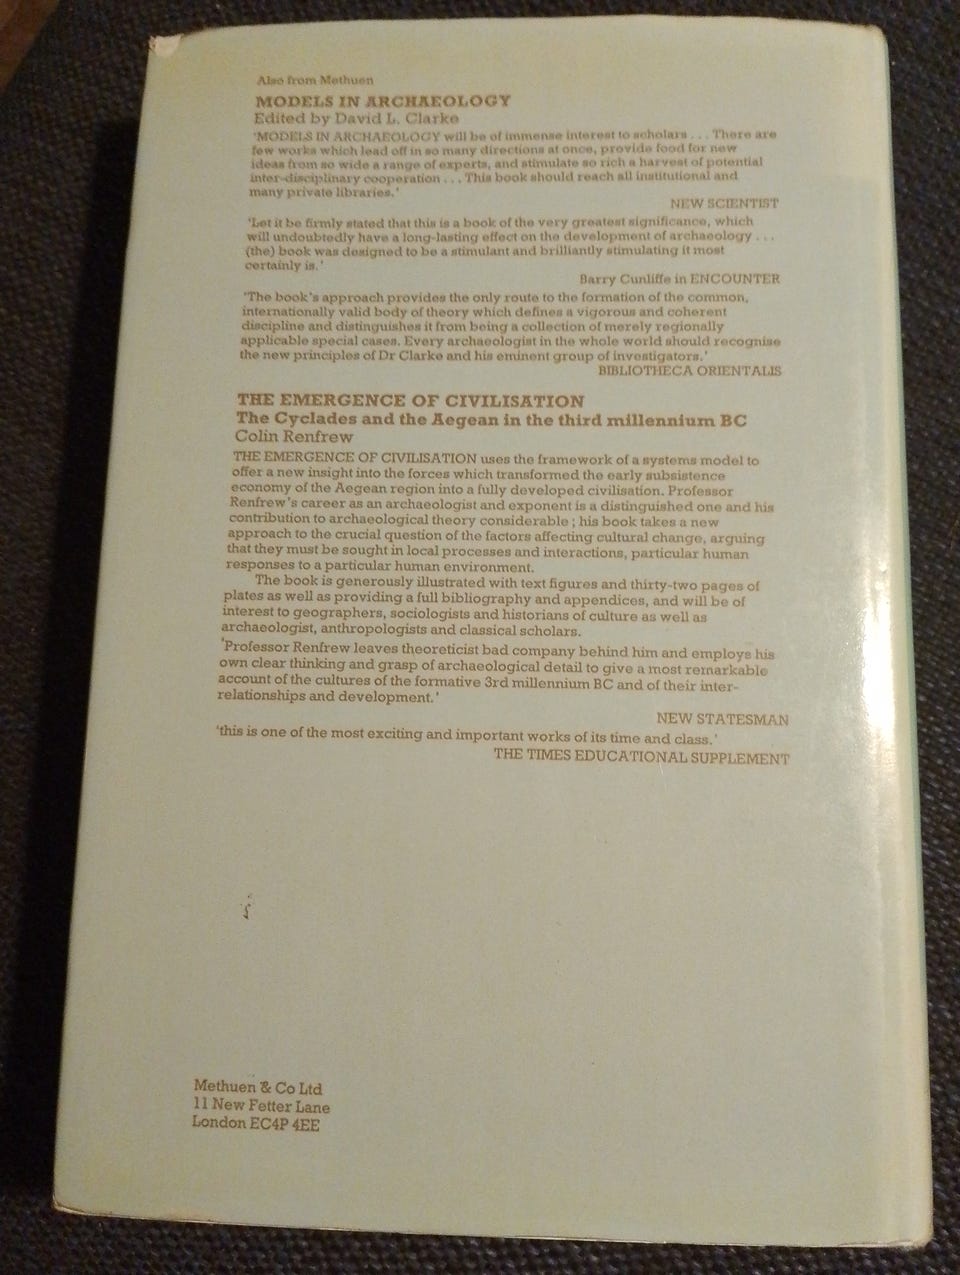 Also from Methuen
MODELS IN ARCHAEOLOGY
Edited by David L. Clarke
'MODELS IN ARCHAEOLOGY will be of immense interest to scholars . . . There are
few works which lead off in so many directions at once, provide food for new
ideas from so wide a range of experts, and stimulate so rich a harvest of potential
inter-disciplinary cooperation . . . This book should reach all institutional and
many private libraries.'
NEW SCIENTIST
'Let it be firmly stated that this is a book of the very greatest significance, which
will undoubtedly have a long-lasting effect on the development of archaeology . . .
(the) book was designed to be a stimulant and brilliantly stimulating it most
certainly is.'
Barry Cunliffe in ENCOUNTER
'The book's approach provides the only route to the formation of the common,
internationally valid body of theory which defines a vigorous and coherent
discipline and distinguishes it from being a collection of merely regionally
applicable special cases. Every archaeologist in the whole world should recognise
the new principles of Dr Clarke and his eminent group of investigators.'
BIBLIOTHECA ORIENTALIS
THE EMERGENCE OF CIVILISATION
The Cyclades and the Aegean in the third millennium BC
Colin Renfrew
THE EMERGENCE OF CIVILISATION uses the framework of a systems model to
offer a new insight into the forces which transformed the early subsistence
economy of the Aegean region into a fully developed civilisation. Professor
Renfrew's career as an archaeologist and exponent is a distinguished one and his
contribution to archaeological theory considerable ; his book takes a new
approach to the crucial question of the factors affecting cultural change, arguing
that they must be sought in local processes and interactions, particular human
responses to a particular human environment.
The book is generously illustrated with text figures and thirty-two pages of
plates as well as providing a full bibliography and appendices, and will be of
interest to geographers, sociologists and historians of culture as well as
archaeologist, anthropologists and classical scholars.
'Professor Renfrew leaves theoreticist bad company behind him and employs his
own clear thinking and grasp of archaeological detail to give a most remarkable
account of the cultures of the formative 3rd millennium BC and of their inter-
relationships and development.'
NEW STATESMAN
'this is one of the most exciting and important works of its time and class.'
THE TIMES EDUCATIONAL SUPPLEMENT
Methuen & Co Ltd
11 New Fetter Lane
London EC4P 4EE